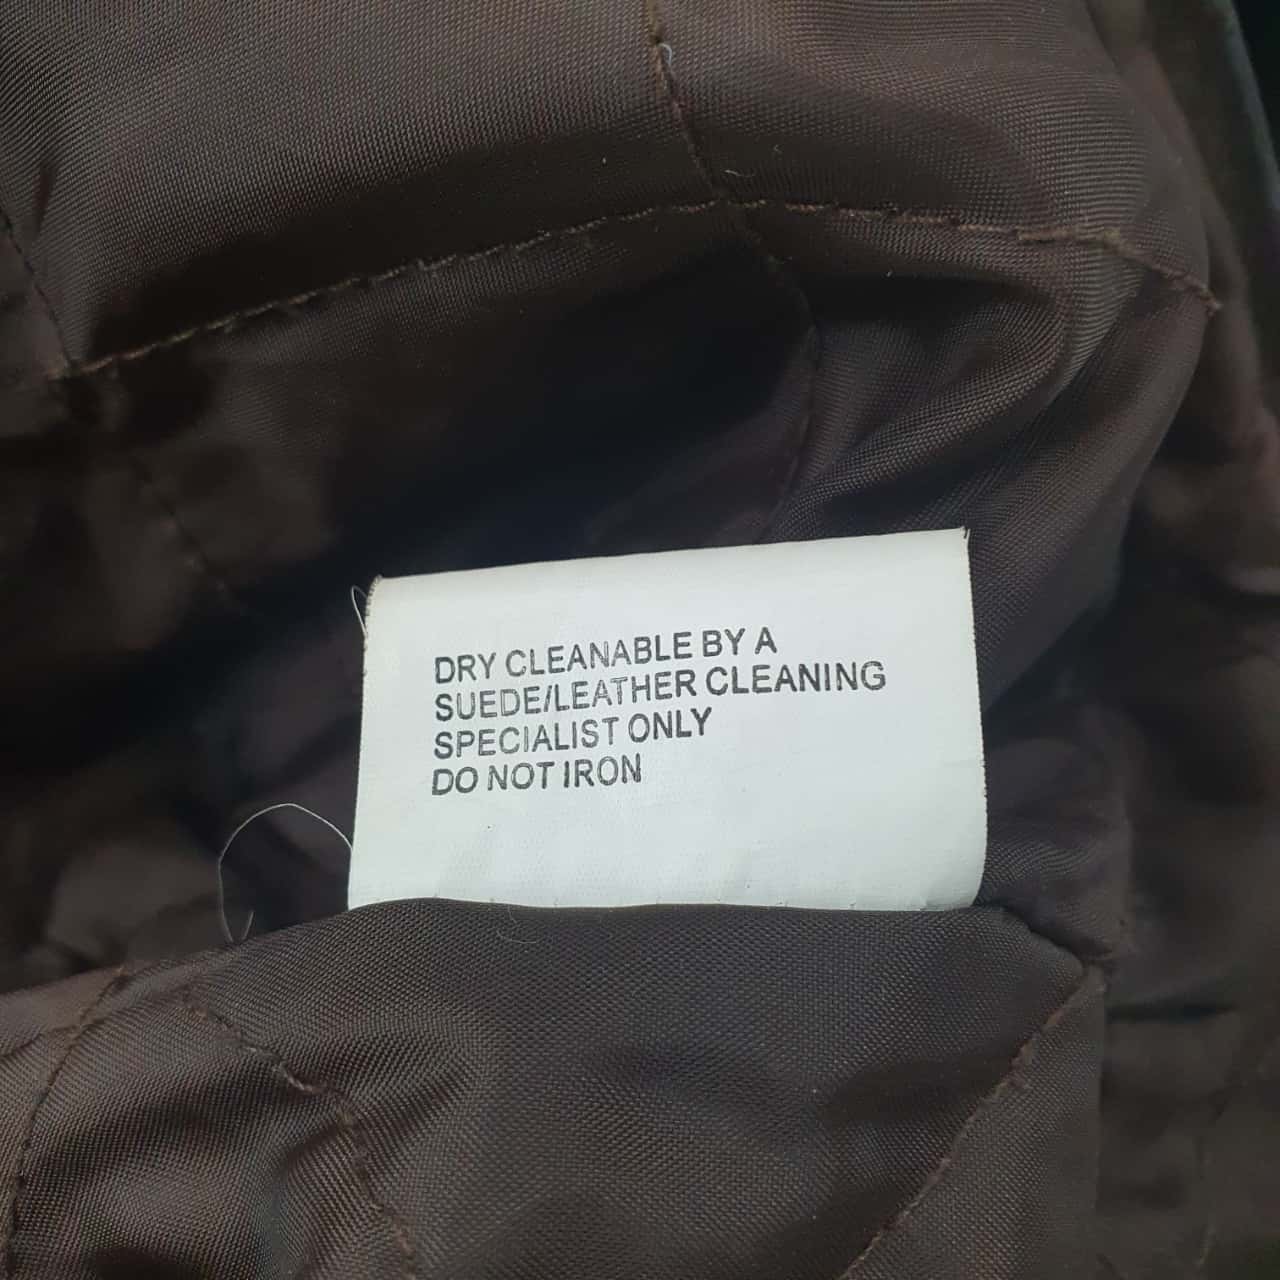 DRY CLEANABLE BY A
SUEDE/LEATHER CLEANING
SPECIALIST ONLY
DO NOT IRON